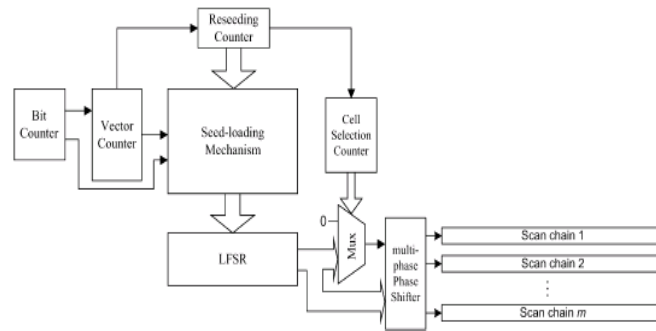 Reseeding
Counter
Bit
Counter
Vector
Counter
Seed-loading
Mechanism
Cell
Selection
Counter
0
Mux
LFSR
multi-
phase
Phase
Shifter
Scan chain 1
Scan chain 2
⋮
Scan chain m